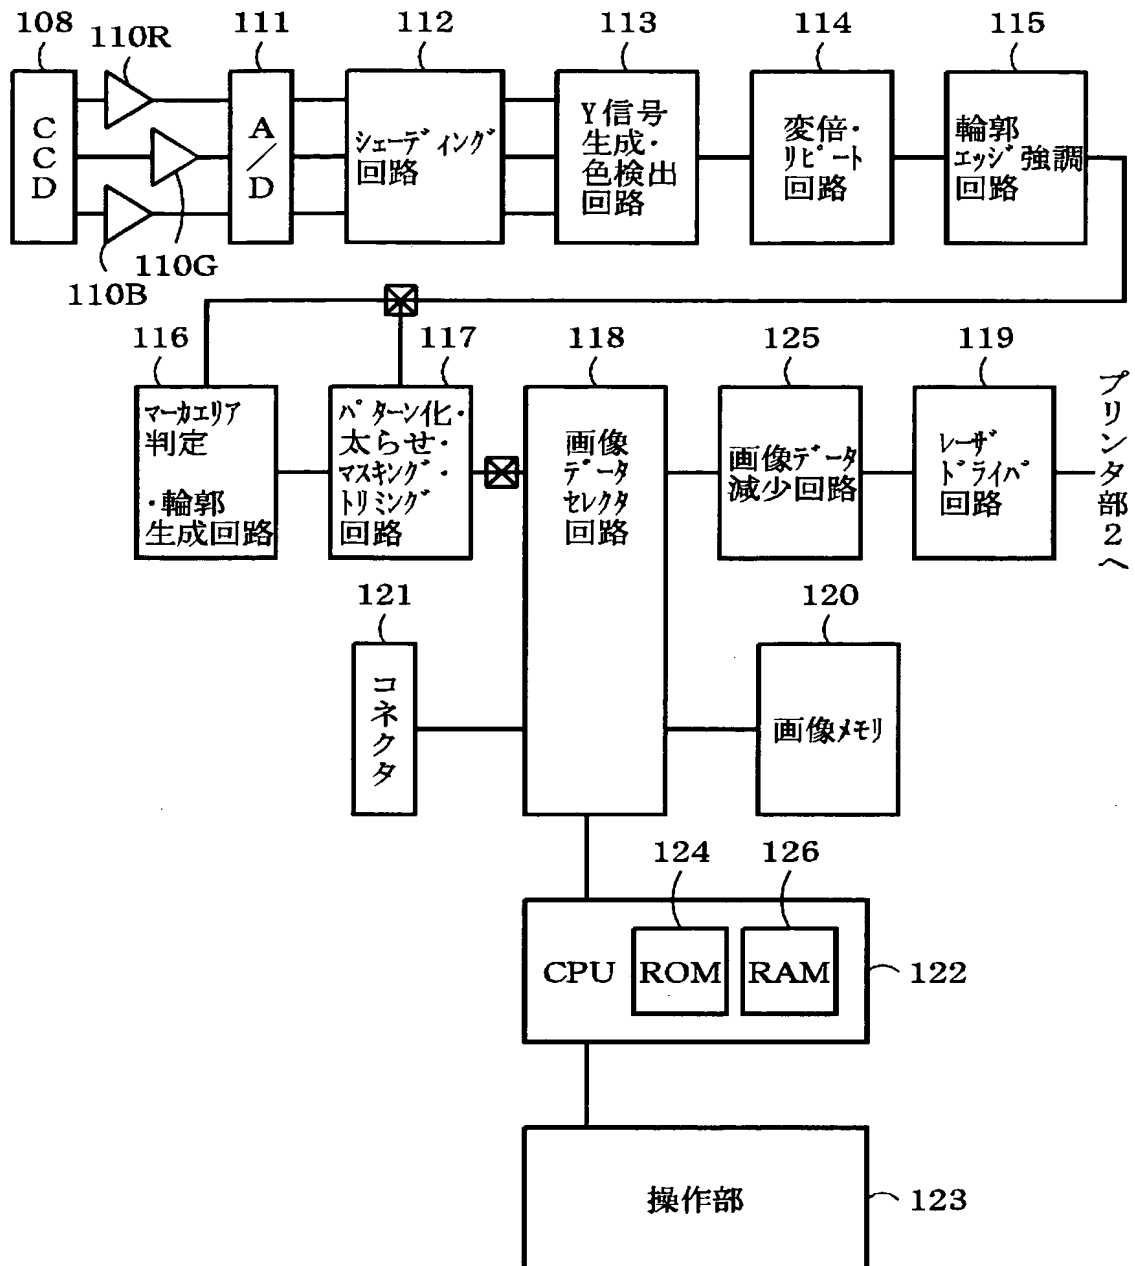 108
110R
111
112
113
114
115
CCD
A/D
シェーディング
回路
Y信号
生成・
色検出
回路
変倍・
リピート
回路
輪郭
エッジ強調
回路
110G
110B
116
117
118
125
119
マーカエリア
判定
・輪郭
生成回路
パターン化・
太らせ・
マスキング・
トリミング
回路
画像
データ
セレクタ
回路
画像データ
減少回路
レーザ
ドライバ
回路
プリンタ部2へ
121
120
コネクタ
画像メモリ
124
126
CPU
ROM
RAM
122
操作部
123